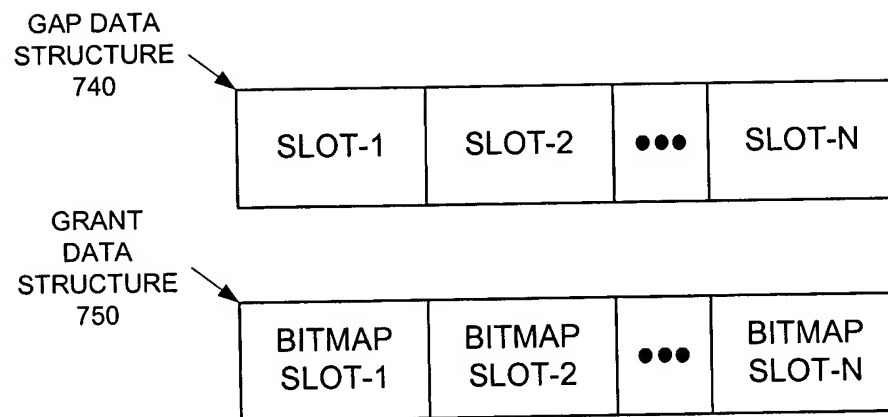 GAP DATA
STRUCTURE
740
SLOT-1 SLOT-2 ●●● SLOT-N
GRANT
DATA
STRUCTURE
750
BITMAP BITMAP ●●● BITMAP
SLOT-1 SLOT-2 SLOT-N